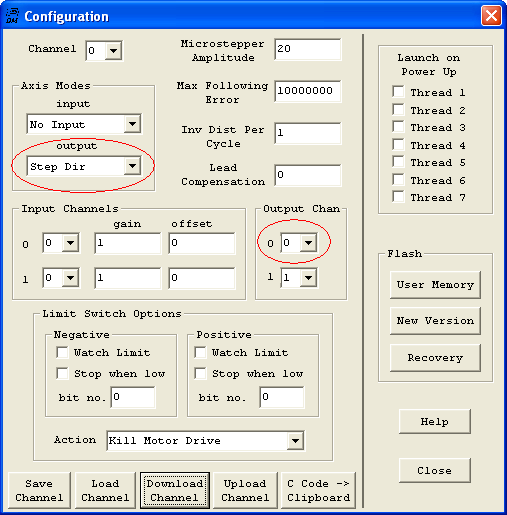 Configuration
Channel 0
Microstepper Amplitude 20
Axis Modes
input
No Input
output
Step Dir
Max Following Error 10000000
Inv Dist Per Cycle 1
Lead Compensation 0
Launch on Power Up
Thread 1
Thread 2
Thread 3
Thread 4
Thread 5
Thread 6
Thread 7
Input Channels
gain offset
0 0 1 0
1 0 1 0
Output Chan
0 0
1 1
Flash
User Memory
New Version
Recovery
Limit Switch Options
Negative
Watch Limit
Stop when low
bit no. 0
Positive
Watch Limit
Stop when low
bit no. 0
Action Kill Motor Drive
Help
Close
Save Channel
Load Channel
Download Channel
Upload Channel
C Code -> Clipboard